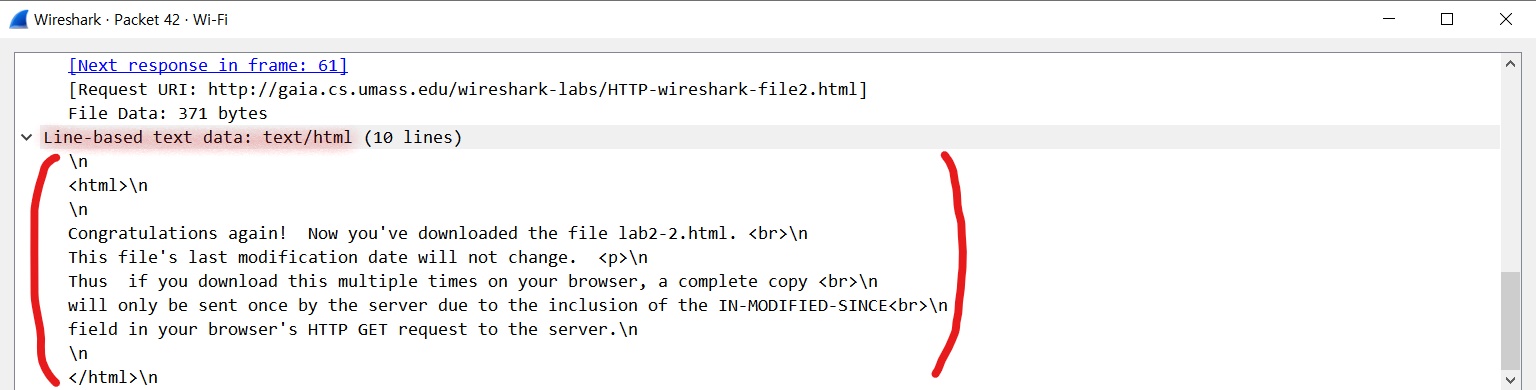 Wireshark · Packet 42 · Wi-Fi
[Next response in frame: 61]
[Request URI: http://gaia.cs.umass.edu/wireshark-labs/HTTP-wireshark-file2.html]
File Data: 371 bytes
Line-based text data: text/html (10 lines)
\n
<html>\n
\n
Congratulations again!  Now you've downloaded the file lab2-2.html. <br>\n
This file's last modification date will not change.  <p>\n
Thus  if you download this multiple times on your browser, a complete copy <br>\n
will only be sent once by the server due to the inclusion of the IN-MODIFIED-SINCE<br>\n
field in your browser's HTTP GET request to the server.\n
\n
</html>\n